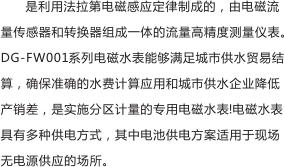 是利用法拉第电磁感应定律制成的，由电磁流
量传感器和转换器组成一体的流量高精度测量仪表。
DG-FW001系列电磁水表能够满足城市供水贸易结
算，确保准确的水费计算应用和城市供水企业降低
产销差，是实施分区计量的专用电磁水表!电磁水表
具有多种供电方式，其中电池供电方案适用于现场
无电源供应的场所。